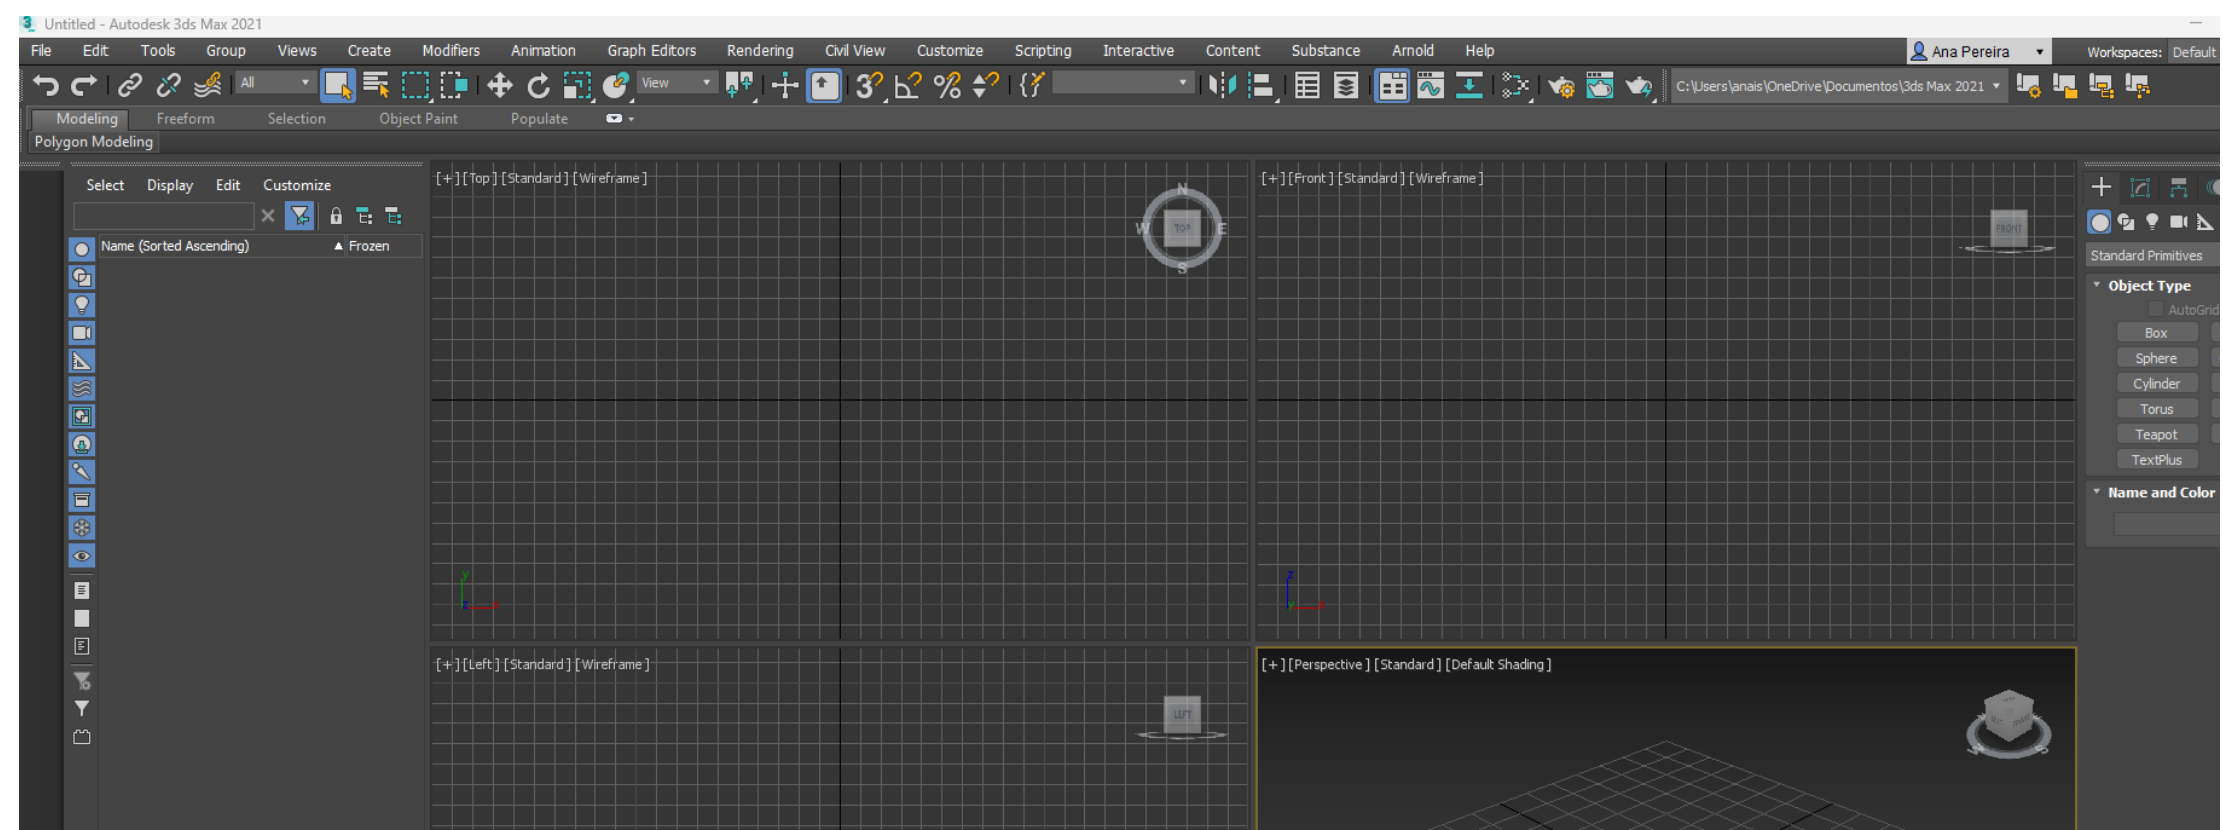 Untitled - Autodesk 3ds Max 2021
File Edit Tools Group Views Create Modifiers Animation Graph Editors Rendering Civil View Customize Scripting Interactive Content Substance Arnold Help Ana Pereira Workspaces: Default
All View C:\Users\anais\OneDrive\Documentos\3ds Max 2021
Modeling Freeform Selection Object Paint Populate
Polygon Modeling
Select Display Edit Customize
Name (Sorted Ascending) Frozen
[+] [Top] [Standard] [Wireframe]
N
W TOP E
S
y
z x
[+] [Front] [Standard] [Wireframe]
FRONT
z
y x
[+] [Left] [Standard] [Wireframe]
LEFT
[+] [Perspective] [Standard] [Default Shading]
Standard Primitives
Object Type
AutoGrid
Box
Sphere
Cylinder
Torus
Teapot
TextPlus
Name and Color